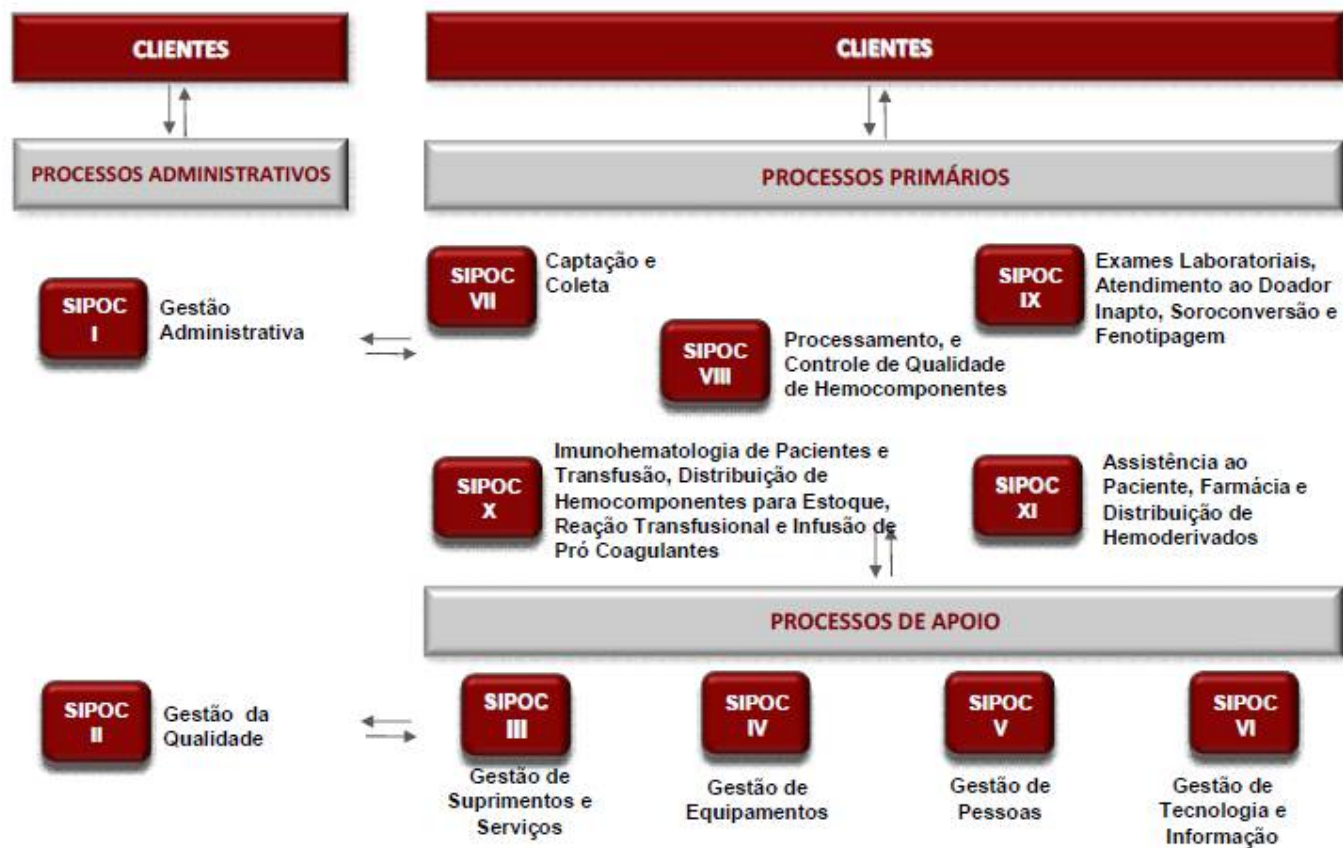 CLIENTES
CLIENTES
PROCESSOS ADMINISTRATIVOS
PROCESSOS PRIMÁRIOS
SIPOC
I
Gestão
Administrativa
SIPOC
VII
Captação e
Coleta
SIPOC
VIII
Processamento, e
Controle de Qualidade
de Hemocomponentes
SIPOC
IX
Exames Laboratoriais,
Atendimento ao Doador
Inapto, Soroconversão e
Fenotipagem
SIPOC
X
Imunohematologia de Pacientes e
Transfusão, Distribuição de
Hemocomponentes para Estoque,
Reação Transfusional e Infusão de
Pró Coagulantes
SIPOC
XI
Assistência ao
Paciente, Farmácia e
Distribuição de
Hemoderivados
PROCESSOS DE APOIO
SIPOC
II
Gestão da
Qualidade
SIPOC
III
Gestão de
Suprimentos e
Serviços
SIPOC
IV
Gestão de
Equipamentos
SIPOC
V
Gestão de
Pessoas
SIPOC
VI
Gestão de
Tecnologia e
Informação